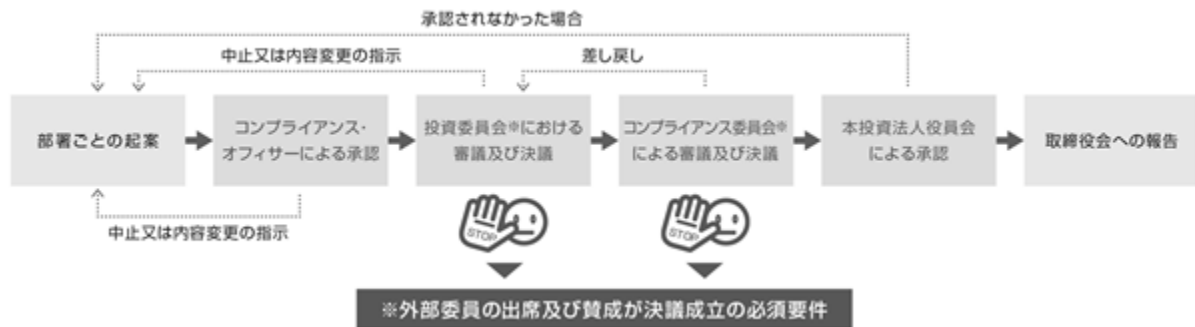 承認されなかった場合
中止又は内容変更の指示
差し戻し
部署ごとの起案
コンプライアンス・
オフィサーによる承認
投資委員会※における
審議及び決議
コンプライアンス委員会※
による審議及び決議
本投資法人役員会
による承認
取締役会への報告
中止又は内容変更の指示
STOP
STOP
※外部委員の出席及び賛成が決議成立の必須要件